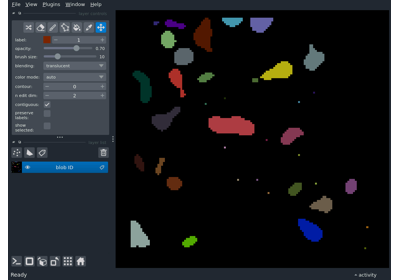 File View Plugins Window Help
label: 1
opacity: 0.70
brush size: 10
blending: translucent
color mode: auto
contour: 0
n edit dim: 2
contiguous:
preserve labels:
show selected:
blob ID
Ready
activity